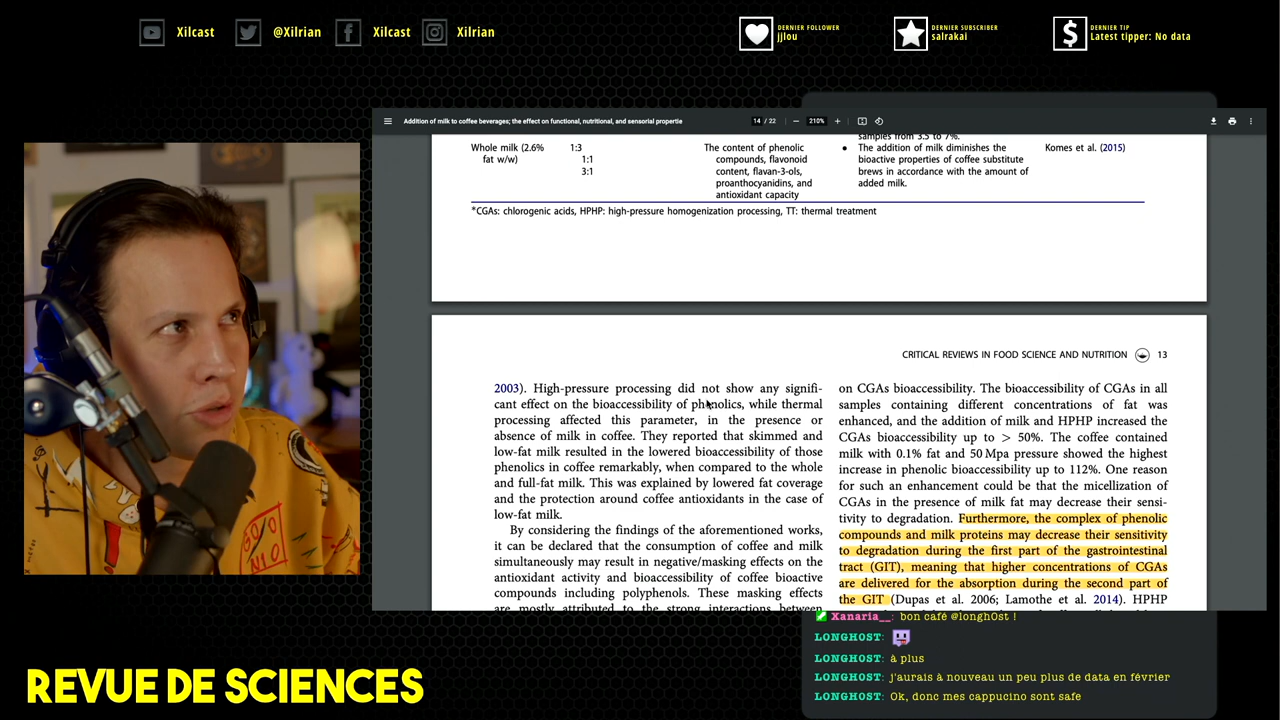 Xilcast
@Xilrian
Xilcast
Xilrian
DERNIER FOLLOWER
jjlou
DERNIER SUBSCRIBER
salrakai
DERNIER TIP
Latest tipper: No data
Addition of milk to coffee beverages; the effect on functional, nutritional, and sensorial propertie
14 / 22
210%
samples from 3.5 to 7%.
Whole milk (2.6%
fat w/w)
1:3
1:1
3:1
The content of phenolic
compounds, flavonoid
content, flavan-3-ols,
proanthocyanidins, and
antioxidant capacity
● The addition of milk diminishes the
bioactive properties of coffee substitute
brews in accordance with the amount of
added milk.
Komes et al. (2015)
*CGAs: chlorogenic acids, HPHP: high-pressure homogenization processing, TT: thermal treatment
CRITICAL REVIEWS IN FOOD SCIENCE AND NUTRITION 13
2003). High-pressure processing did not show any signifi-
cant effect on the bioaccessibility of phenolics, while thermal
processing affected this parameter, in the presence or
absence of milk in coffee. They reported that skimmed and
low-fat milk resulted in the lowered bioaccessibility of those
phenolics in coffee remarkably, when compared to the whole
and full-fat milk. This was explained by lowered fat coverage
and the protection around coffee antioxidants in the case of
low-fat milk.
By considering the findings of the aforementioned works,
it can be declared that the consumption of coffee and milk
simultaneously may result in negative/masking effects on the
antioxidant activity and bioaccessibility of coffee bioactive
compounds including polyphenols. These masking effects
are mostly attributed to the strong interactions between
on CGAs bioaccessibility. The bioaccessibility of CGAs in all
samples containing different concentrations of fat was
enhanced, and the addition of milk and HPHP increased the
CGAs bioaccessibility up to > 50%. The coffee contained
milk with 0.1% fat and 50 Mpa pressure showed the highest
increase in phenolic bioaccessibility up to 112%. One reason
for such an enhancement could be that the micellization of
CGAs in the presence of milk fat may decrease their sensi-
tivity to degradation. Furthermore, the complex of phenolic
compounds and milk proteins may decrease their sensitivity
to degradation during the first part of the gastrointestinal
tract (GIT), meaning that higher concentrations of CGAs
are delivered for the absorption during the second part of
the GIT (Dupas et al. 2006; Lamothe et al. 2014). HPHP
Xanaria__: bon café @longh0st !
LONGHOST:
LONGHOST: à plus
LONGHOST: j'aurais à nouveau un peu plus de data en février
LONGHOST: Ok, donc mes cappucino sont safe
REVUE DE SCIENCES